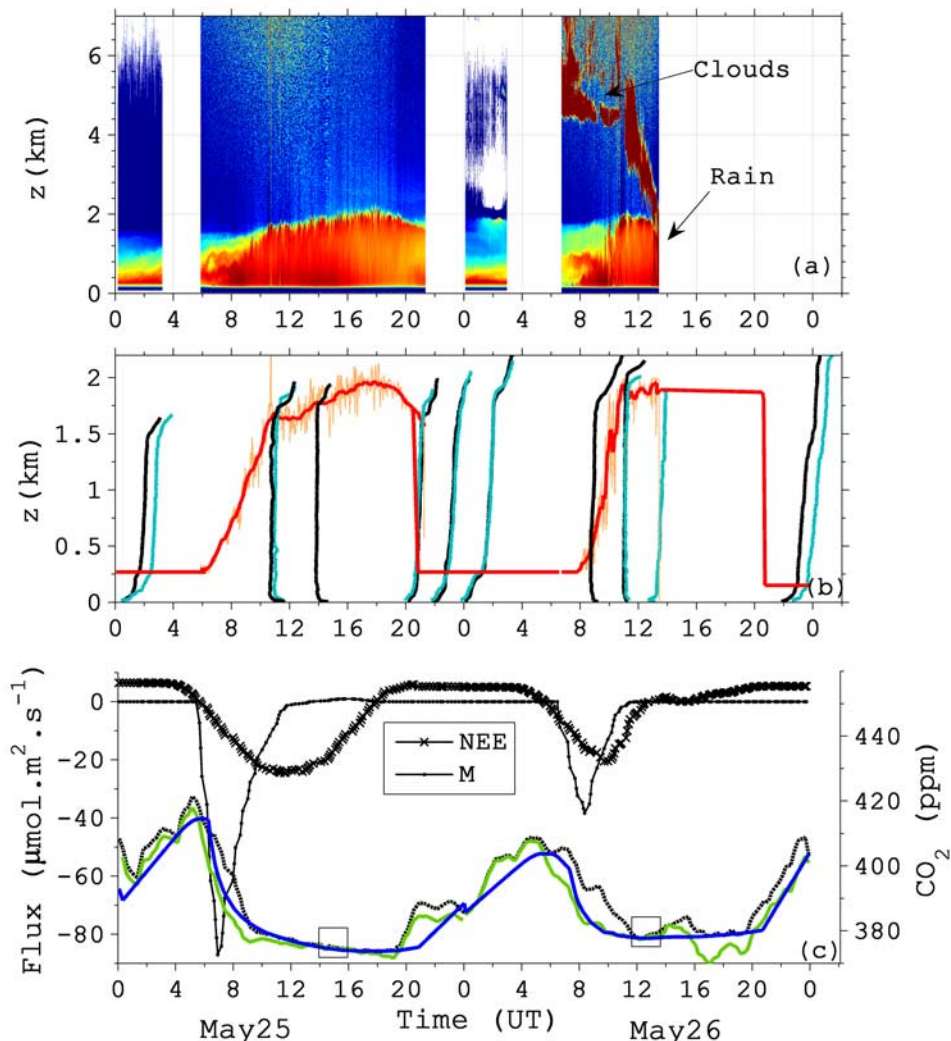 6
4
2
0
z(km)
Clouds
Rain
(a)
0 4 8 12 16 20 0 4 8 12 16 20 0
2
1.5
1
0.5
0
z(km)
(b)
0 4 8 12 16 20 0 4 8 12 16 20 0
0
−20
−40
−60
−80
Flux (μmol.m².s⁻¹)
NEE
M
440
420
400
380
CO₂ (ppm)
(c)
0 4 8 12 16 20 0 4 8 12 16 20 0
May25 Time (UT) May26